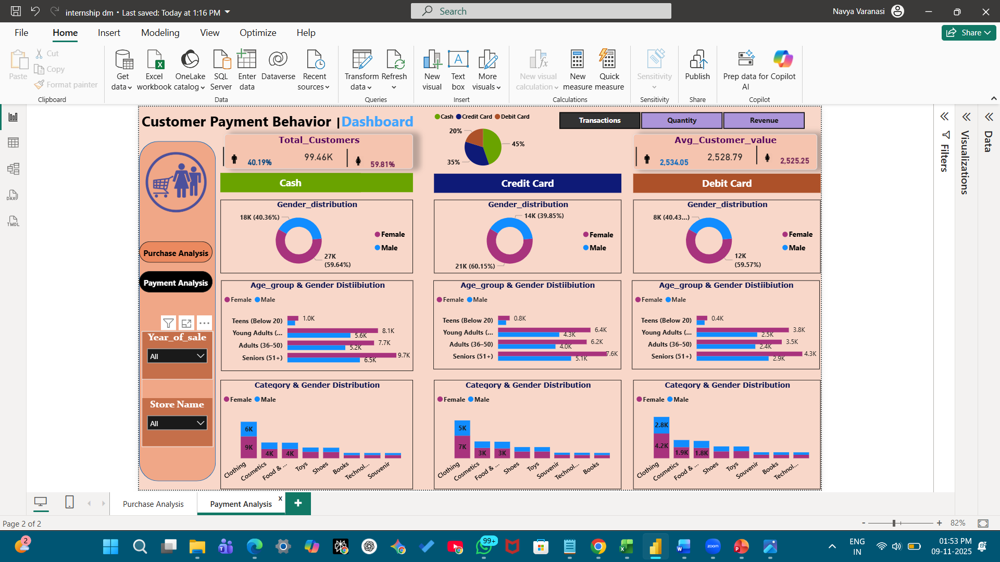 internship dm • Last saved: Today at 1:16 PM
Search
Navya Varanasi
File Home Insert Modeling View Optimize Help
Share
Paste
Cut
Copy
Format painter
Clipboard
Get data
Excel workbook
OneLake catalog
SQL Server
Enter data
Dataverse
Recent sources
Data
Transform data
Refresh
Queries
New visual
Text box
More visuals
Insert
New visual calculation
New measure
Quick measure
Calculations
Sensitivity
Sensitivity
Publish
Share
Prep data for AI
Copilot
Copilot
Customer Payment Behavior |Dashboard
Cash Credit Card Debit Card
20%
45%
35%
Transactions Quantity Revenue
Total_Customers
40.19% 99.46K 59.81%
Avg_Customer_value
2,534.05 2,528.79 2,525.25
Purchase Analysis
Payment Analysis
Year_of_sale
All
Store Name
All
Cash
Gender_distribution
18K (40.36%)
27K
(59.64%)
Female
Male
Age_group & Gender Distiibiution
Female Male
Teens (Below 20) 1.0K
Young Adults (... 8.1K
5.6K
Adults (36–50) 7.7K
5.2K
Seniors (51+) 9.7K
6.5K
Category & Gender Distribution
Female Male
6K
9K 4K 4K
Clothing Cosmetics Food & ... Toys Shoes Books Technol... Souvenir
Credit Card
Gender_distribution
14K (39.85%)
21K (60.15%)
Female
Male
Age_group & Gender Distiibiution
Female Male
Teens (Below 20) 0.8K
Young Adults (... 6.4K
4.3K
Adults (36–50) 6.2K
4.0K
Seniors (51+) 7.6K
5.1K
Category & Gender Distribution
Female Male
5K
7K 3K 3K
Clothing Cosmetics Food & ... Shoes Toys Souvenir Technol... Books
Debit Card
Gender_distribution
8K (40.43...)
12K
(59.57%)
Female
Male
Age_group & Gender Distiibiution
Female Male
Teens (Below 20) 0.4K
Young Adults (... 3.8K
2.5K
Adults (36–50) 3.5K
2.4K
Seniors (51+) 4.3K
2.9K
Category & Gender Distribution
Female Male
2.8K
4.2K 1.9K 1.8K
Clothing Cosmetics Food & ... Shoes Toys Souvenir Books Technol...
Filters
Visualizations
Data
DAX
TMDL
Purchase Analysis
Payment Analysis x
+
Page 2 of 2
- + 82%
2
99+
zoom
ENG
IN
01:53 PM
09-11-2025